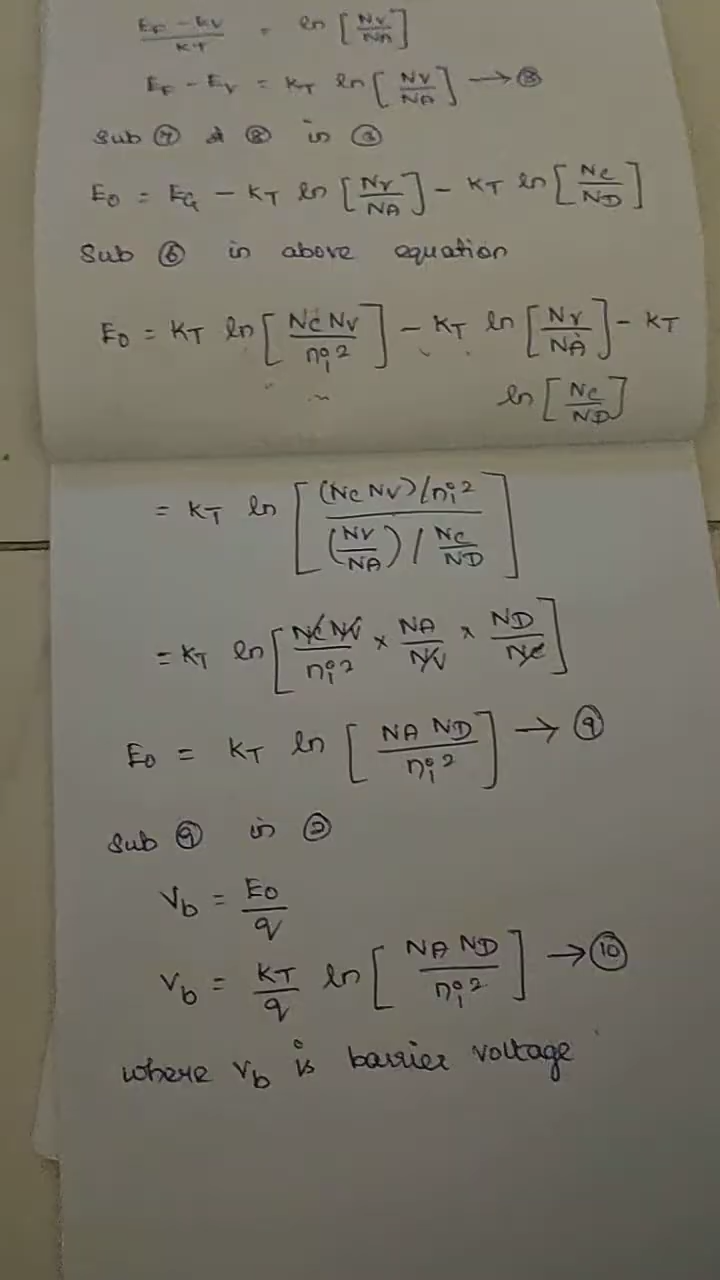 EF - EV / KT = ln [NV/NA]
EF - EV = KT ln [NV/NA] → ⑧
Sub ⑦ & ⑧ in ③
E0 = EG - KT ln [NV/NA] - KT ln [NC/ND]
Sub ⑥ in above equation
E0 = KT ln [NC NV / ni²] - KT ln [NV/NA] - KT
ln [NC/ND]
= KT ln [(NC NV)/ni² / (NV/NA) / NC/ND]
= KT ln [NC NV / ni² × NA/NV × ND/NC]
E0 = KT ln [NA ND / ni²] → ⑨
Sub ⑨ in ②
Vb = E0/q
Vb = KT/q ln [NA ND / ni²] → ⑩
where Vb is barrier voltage